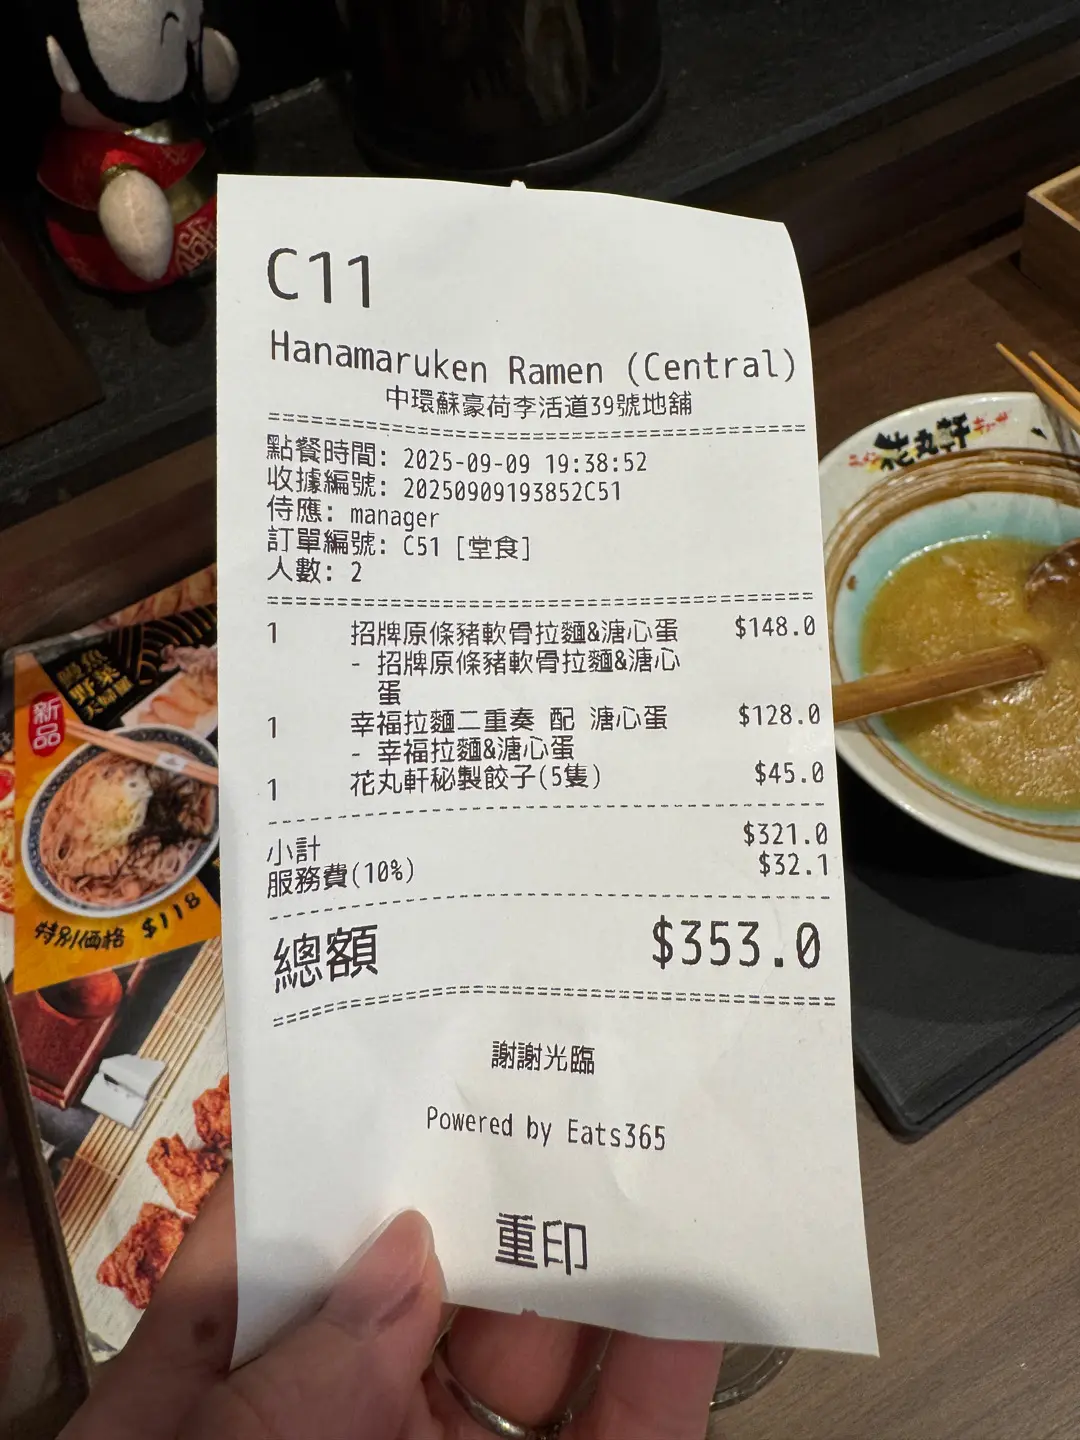 C11
Hanamaruken Ramen (Central)
中環蘇豪荷李活道39號地舖
點餐時間: 2025-09-09 19:38:52
收據編號: 20250909193852C51
侍應: manager
訂單編號: C51 [堂食]
人數: 2
1 招牌原條豬軟骨拉麵&溏心蛋 $148.0
- 招牌原條豬軟骨拉麵&溏心
蛋
1 幸福拉麵二重奏 配 溏心蛋 $128.0
- 幸福拉麵&溏心蛋
1 花丸軒秘製餃子(5隻) $45.0
小計 $321.0
服務費(10%) $32.1
總額 $353.0
謝謝光臨
Powered by Eats365
重印
新品
特別価格 $118
花丸軒